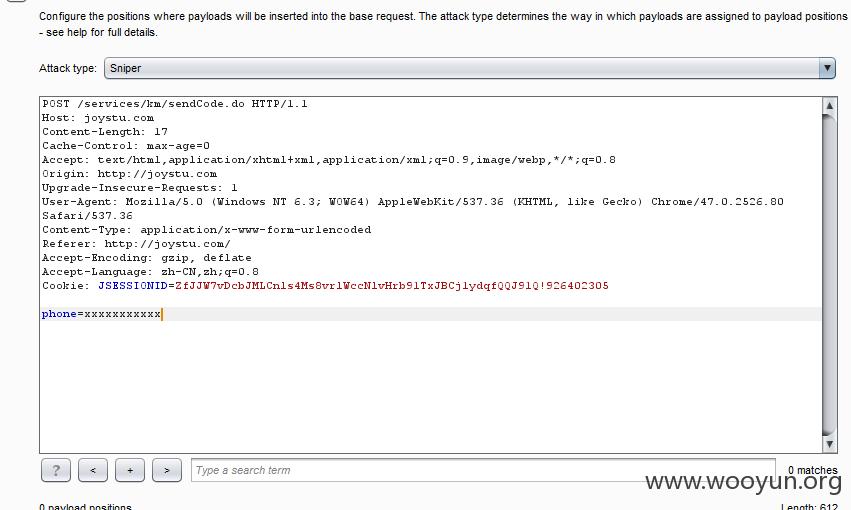 Configure the positions where payloads will be inserted into the base request. The attack type determines the way in which payloads are assigned to payload positions
- see help for full details.
Attack type: Sniper
POST /services/km/sendCode.do HTTP/1.1
Host: joystu.com
Content-Length: 17
Cache-Control: max-age=0
Accept: text/html,application/xhtml+xml,application/xml;q=0.9,image/webp,*/*;q=0.8
Origin: http://joystu.com
Upgrade-Insecure-Requests: 1
User-Agent: Mozilla/5.0 (Windows NT 6.3; WOW64) AppleWebKit/537.36 (KHTML, like Gecko) Chrome/47.0.2526.80
Safari/537.36
Content-Type: application/x-www-form-urlencoded
Referer: http://joystu.com/
Accept-Encoding: gzip, deflate
Accept-Language: zh-CN,zh;q=0.8
Cookie:
phone=xxxxxxxxxxx
? < + > Type a search term 0 matches
www.wooyun.org
0 payload positions Length: 612